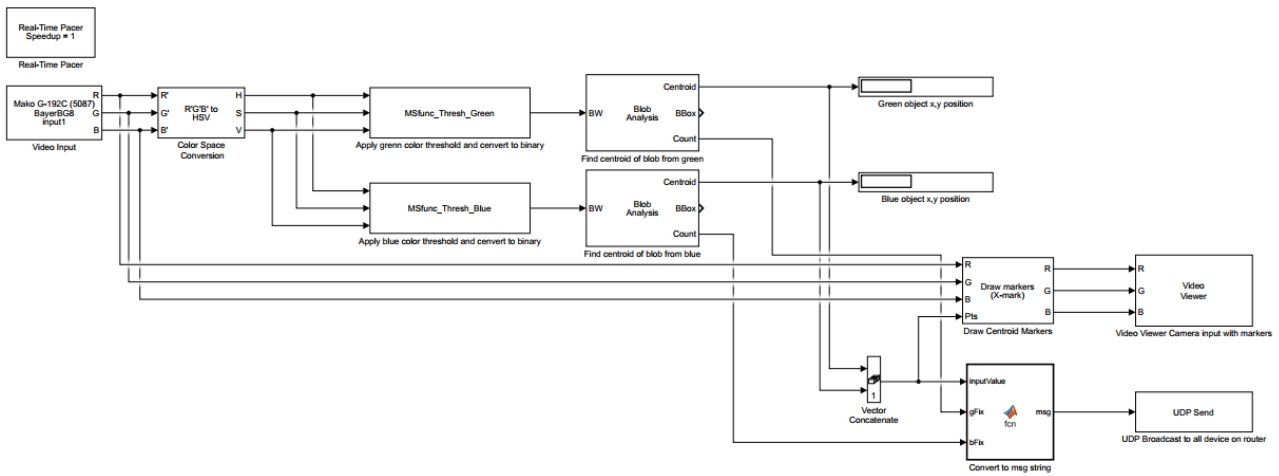 Real-Time Pacer
Speedup = 1
Real-Time Pacer
Mako G-192C (5087)
BayerBG8
input1
R
G
B
Video Input
R'
G'
B'
R'G'B' to
HSV
H
S
V
Color Space
Conversion
MSfunc_Thresh_Green
Apply grenn color threshold and cenvert to binary
MSfunc_Thresh_Blue
Apply blue color threshold and cenvert to binary
BW
Blob
Analysis
Centroid
BBox
Count
Find centroid of blob from green
BW
Blob
Analysis
Centroid
BBox
Count
Find centroid of blob from blue
Green object x,y position
Blue object x,y position
R
G
B
Pts
Draw markers
(X-mark)
R
G
B
Draw Centroid Markers
R
G
B
Video
Viewer
Video Viewer Camera input with markers
1
Vector
Concatenate
inputValue
gFix
bFix
fcn
msg
Convert to msg string
UDP Send
UDP Broadcast to all device on router